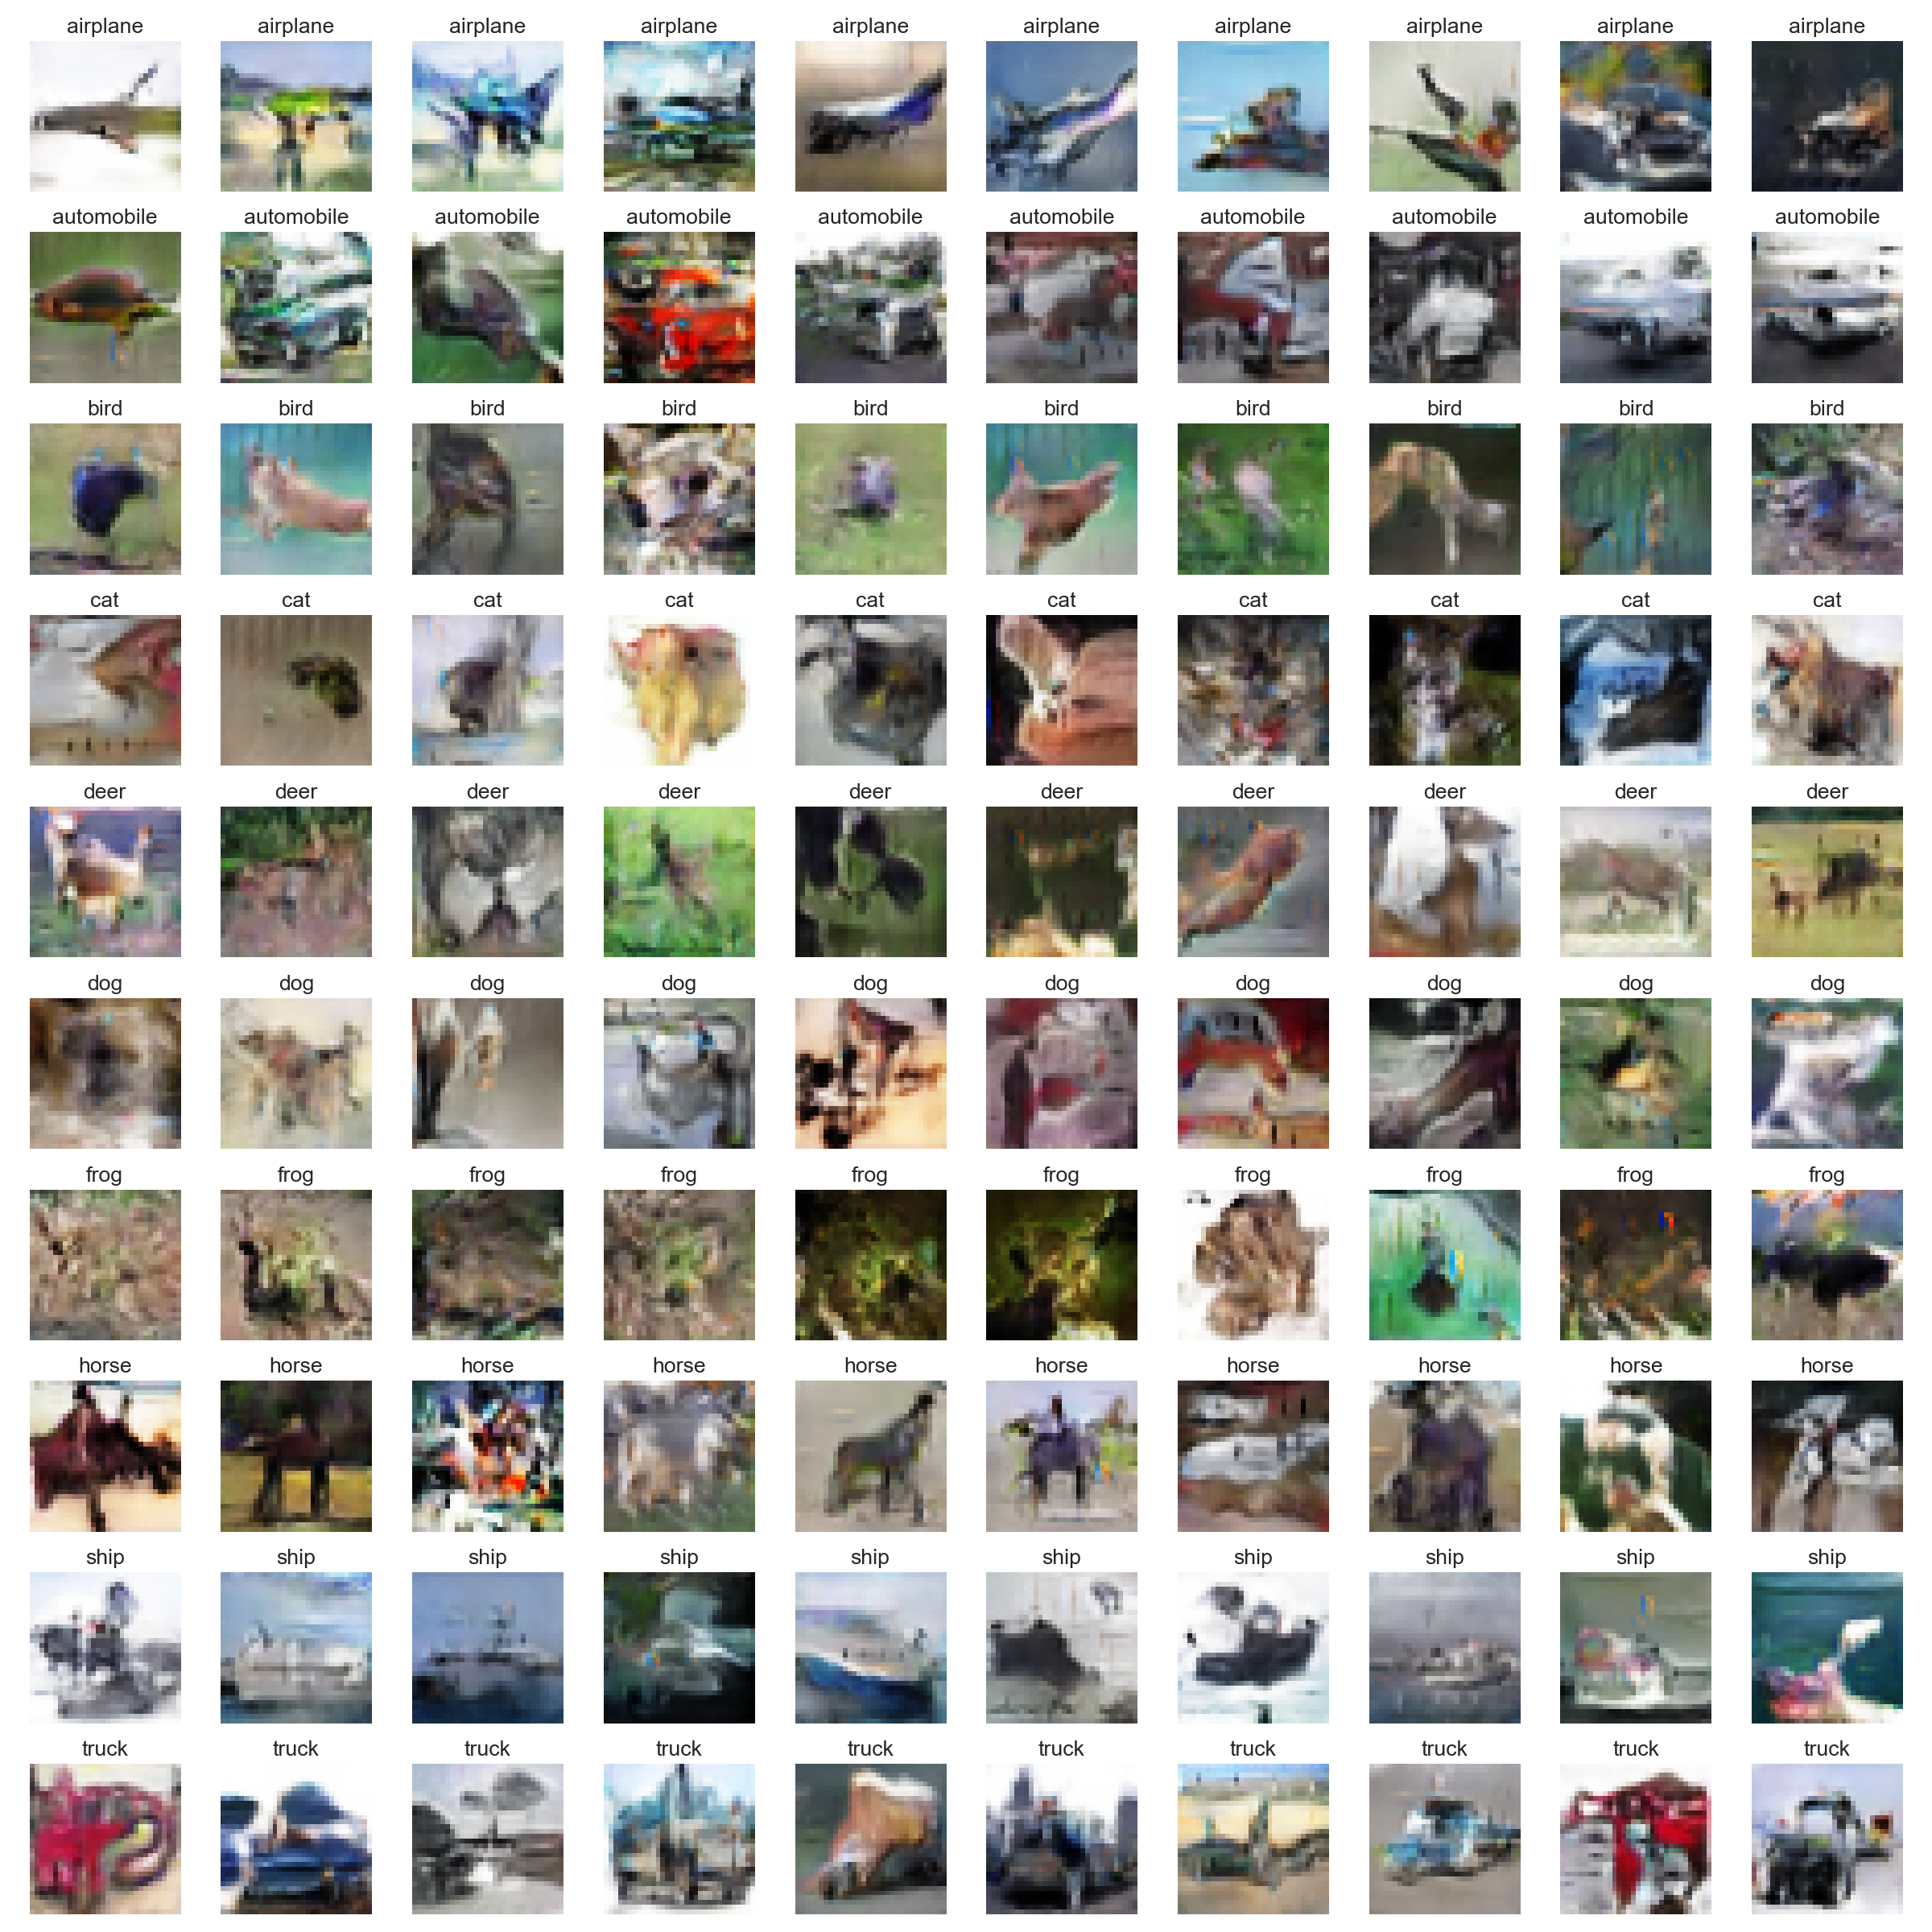 airplane airplane airplane airplane airplane airplane airplane airplane airplane airplane
automobile automobile automobile automobile automobile automobile automobile automobile automobile automobile
bird bird bird bird bird bird bird bird bird bird
cat cat cat cat cat cat cat cat cat cat
deer deer deer deer deer deer deer deer deer deer
dog dog dog dog dog dog dog dog dog dog
frog frog frog frog frog frog frog frog frog frog
horse horse horse horse horse horse horse horse horse horse
ship ship ship ship ship ship ship ship ship ship
truck truck truck truck truck truck truck truck truck truck